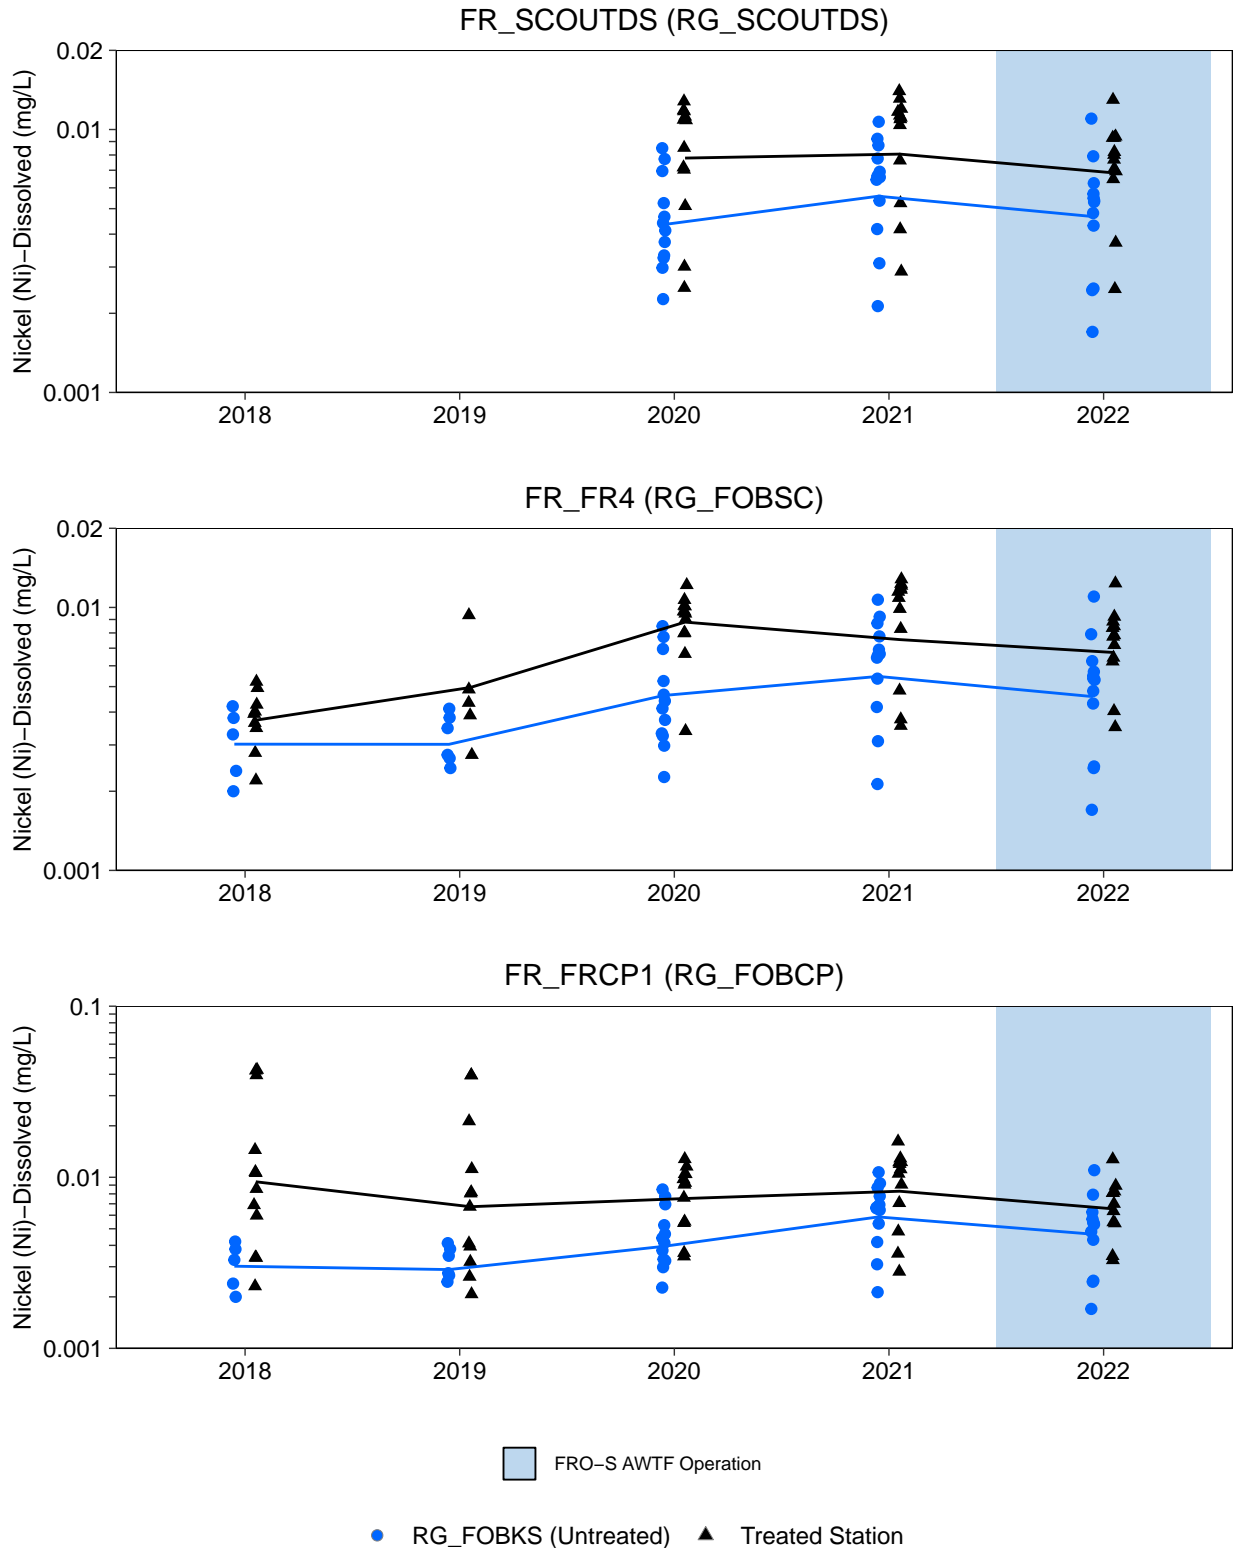 FR_SCOUTDS (RG_SCOUTDS)
Nickel (Ni)−Dissolved (mg/L)
0.02
0.01
0.001
2018 2019 2020 2021 2022
FR_FR4 (RG_FOBSC)
Nickel (Ni)−Dissolved (mg/L)
0.02
0.01
0.001
2018 2019 2020 2021 2022
FR_FRCP1 (RG_FOBCP)
Nickel (Ni)−Dissolved (mg/L)
0.1
0.01
0.001
2018 2019 2020 2021 2022
FRO−S AWTF Operation
RG_FOBKS (Untreated) Treated Station